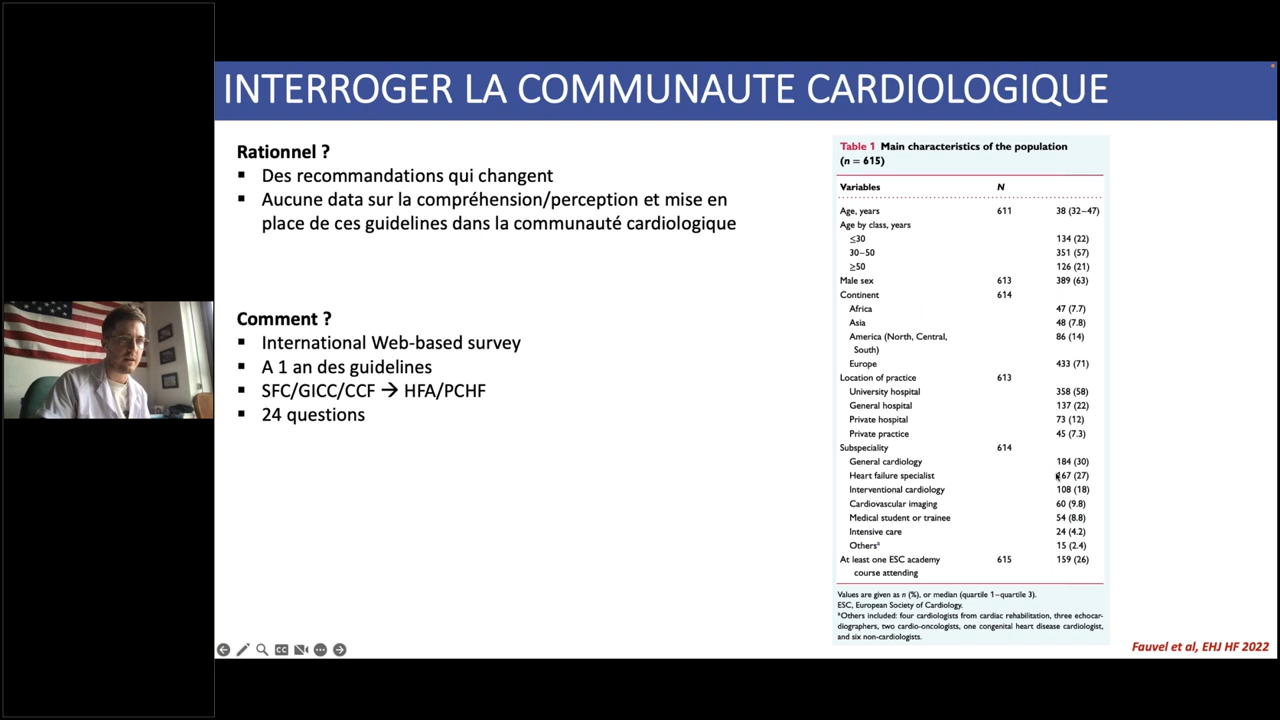 INTERROGER LA COMMUNAUTE CARDIOLOGIQUE
Rationnel ?
▪ Des recommandations qui changent
▪ Aucune data sur la compréhension/perception et mise en
place de ces guidelines dans la communauté cardiologique
Comment ?
▪ International Web-based survey
▪ A 1 an des guidelines
▪ SFC/GICC/CCF → HFA/PCHF
▪ 24 questions
Table 1 Main characteristics of the population
(n = 615)
Variables N
Age, years 611 38 (32–47)
Age by class, years
≤30 134 (22)
30–50 351 (57)
≥50 126 (21)
Male sex 613 389 (63)
Continent 614
Africa 47 (7.7)
Asia 48 (7.8)
America (North, Central, 86 (14)
South)
Europe 433 (71)
Location of practice 613
University hospital 358 (58)
General hospital 137 (22)
Private hospital 73 (12)
Private practice 45 (7.3)
Subspeciality 614
General cardiology 184 (30)
Heart failure specialist 167 (27)
Interventional cardiology 108 (18)
Cardiovascular imaging 60 (9.8)
Medical student or trainee 54 (8.8)
Intensive care 24 (4.2)
Othersª 15 (2.4)
At least one ESC academy 615 159 (26)
course attending
Values are given as n (%), or median (quartile 1–quartile 3).
ESC, European Society of Cardiology.
ªOthers included: four cardiologists from cardiac rehabilitation, three echocar-
diographers, two cardio-oncologists, one congenital heart disease cardiologist,
and six non-cardiologists.
CC
Fauvel et al, EHJ HF 2022